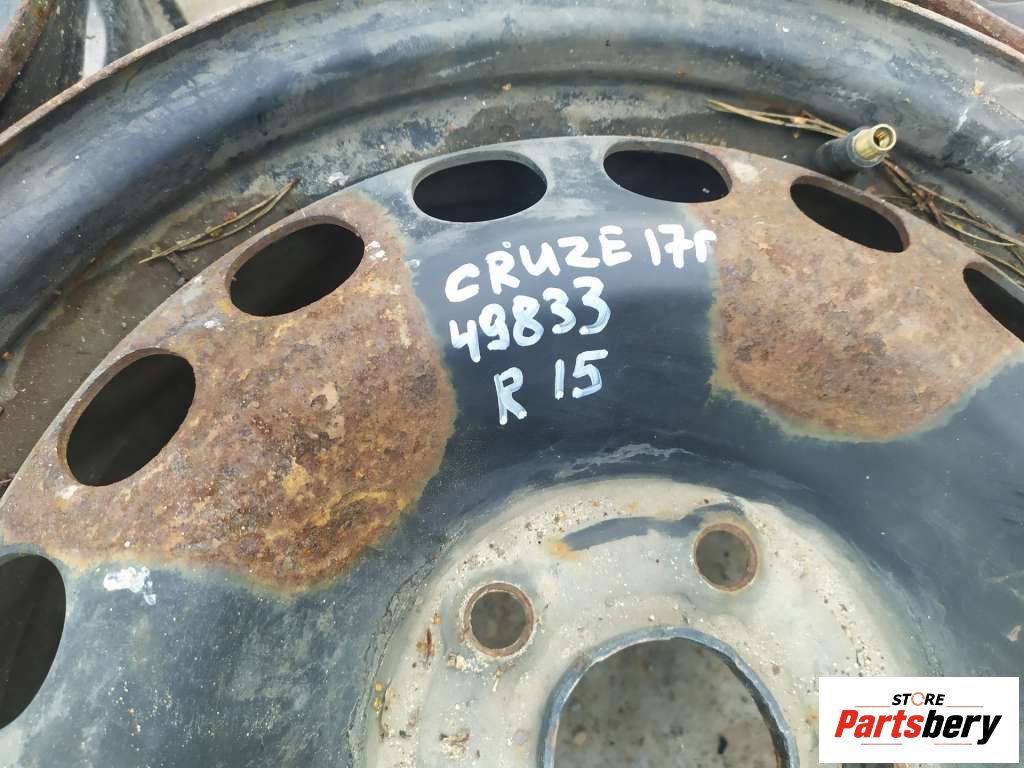 CRUZE 17г
49833
R 15
STORE
Partsbery